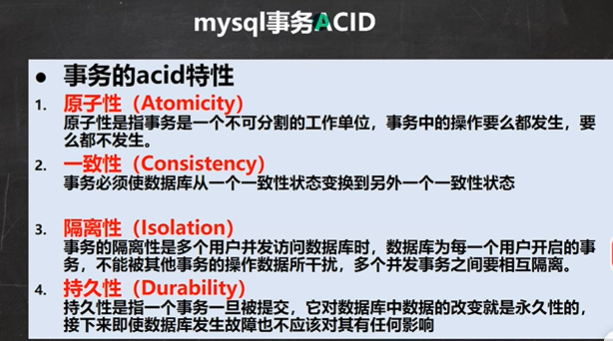 mysql事务ACID
● 事务的acid特性
1. 原子性（Atomicity）
原子性是指事务是一个不可分割的工作单位，事务中的操作要么都发生，要
么都不发生。
2. 一致性（Consistency）
事务必须使数据库从一个一致性状态变换到另外一个一致性状态
3. 隔离性（Isolation）
事务的隔离性是多个用户并发访问数据库时，数据库为每一个用户开启的事
务，不能被其他事务的操作数据所干扰，多个并发事务之间要相互隔离。
4. 持久性（Durability）
持久性是指一个事务一旦被提交，它对数据库中数据的改变就是永久性的，
接下来即使数据库发生故障也不应该对其有任何影响